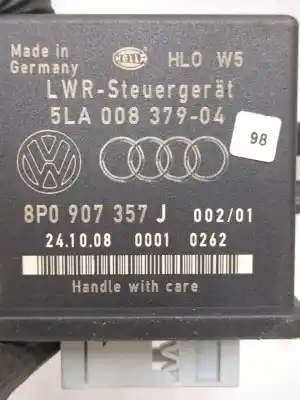 Made in
Germany
HELLA
HLO W5
LWR-Steuergerät
5LA 008 379-04
98
8P0 907 357 J 002/01
24.10.08 0001 0262
Handle with care